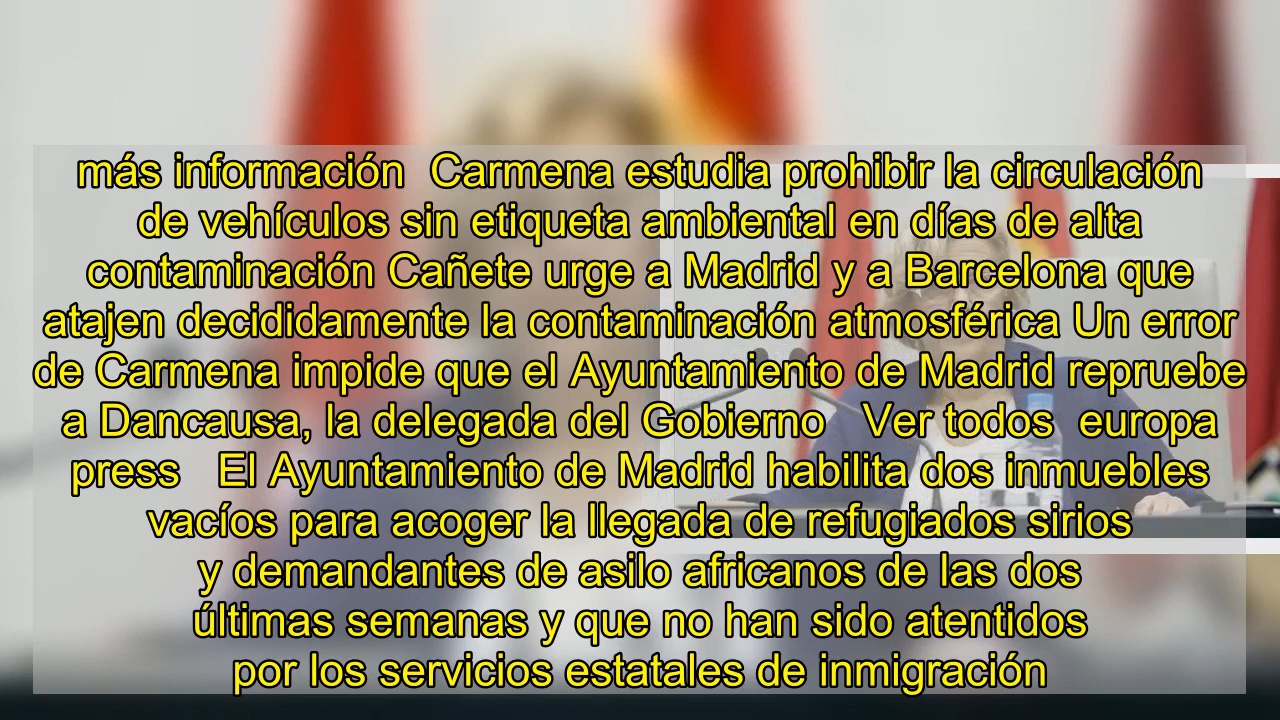 más información  Carmena estudia prohibir la circulación
de vehículos sin etiqueta ambiental en días de alta
contaminación Cañete urge a Madrid y a Barcelona que
atajen decididamente la contaminación atmosférica Un error
de Carmena impide que el Ayuntamiento de Madrid repruebe
a Dancausa, la delegada del Gobierno   Ver todos  europa
press   El Ayuntamiento de Madrid habilita dos inmuebles
vacíos para acoger la llegada de refugiados sirios
y demandantes de asilo africanos de las dos
últimas semanas y que no han sido atentidos
por los servicios estatales de inmigración